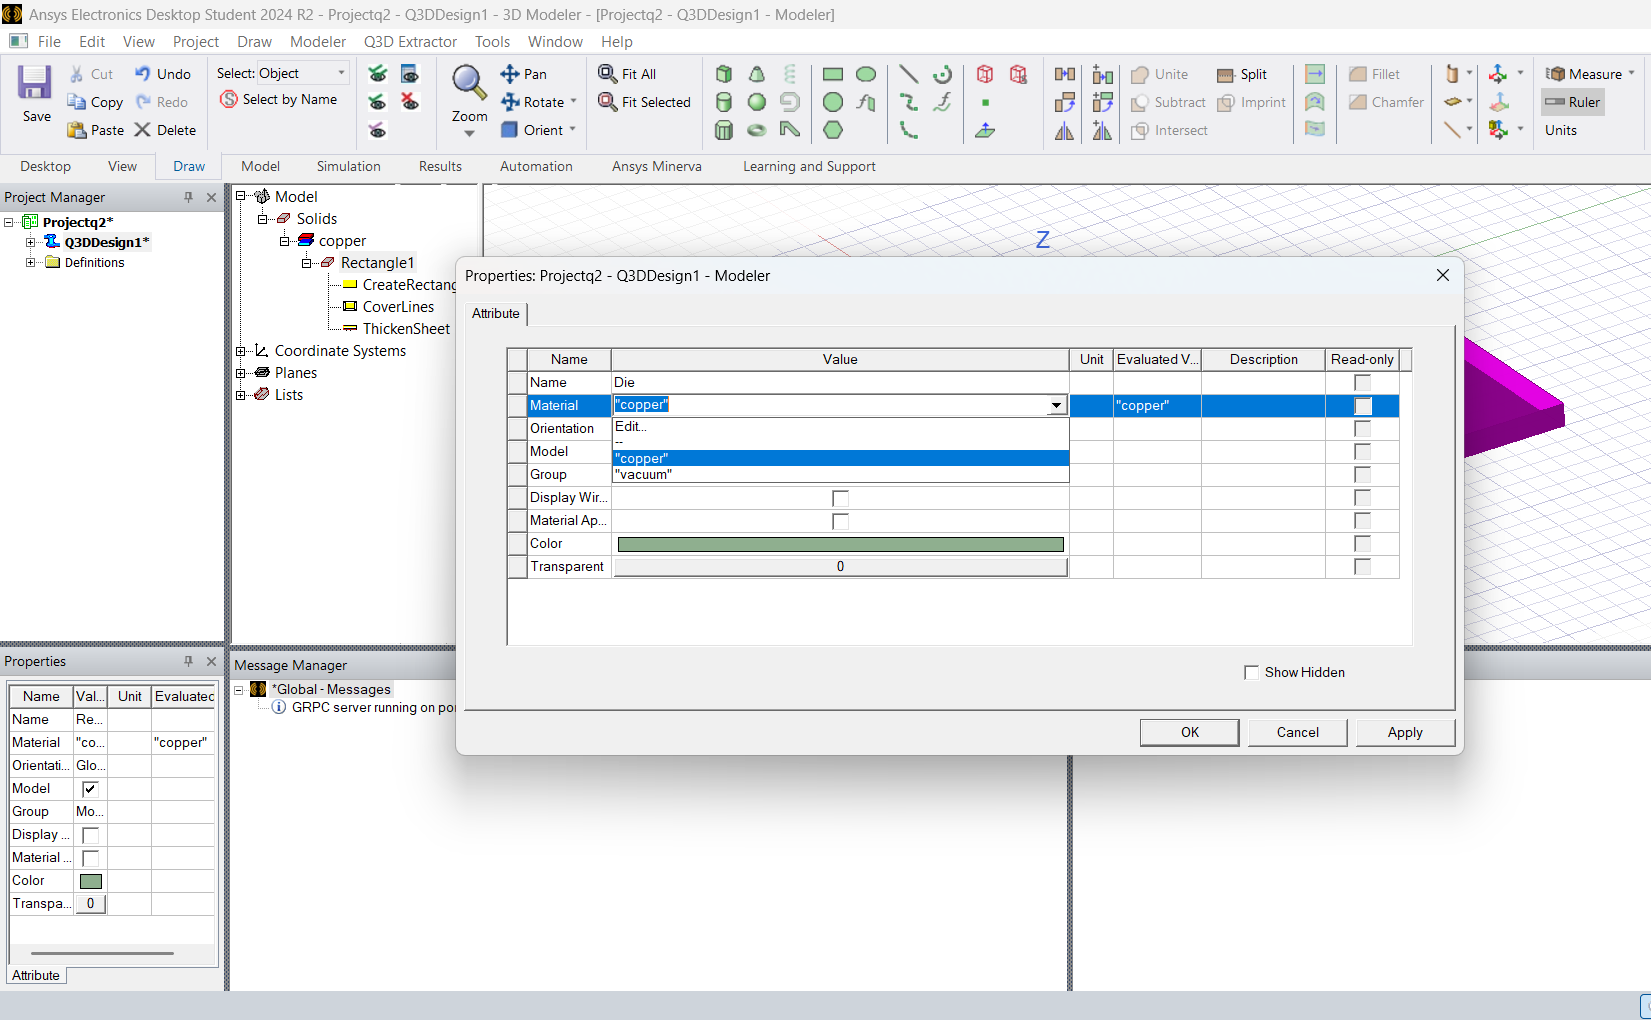 Ansys Electronics Desktop Student 2024 R2 - Projectq2 - Q3DDesign1 - 3D Modeler - [Projectq2 - Q3DDesign1 - Modeler]
File Edit View Project Draw Modeler Q3D Extractor Tools Window Help
Save
Cut
Copy
Paste
Undo
Redo
Delete
Select: Object
Select by Name
Zoom
Pan
Rotate
Orient
Fit All
Fit Selected
Unite
Subtract
Intersect
Split
Imprint
Fillet
Chamfer
Measure
Ruler
Units
Desktop View Draw Model Simulation Results Automation Ansys Minerva Learning and Support
Project Manager
Projectq2*
Q3DDesign1*
Definitions
Model
Solids
copper
Rectangle1
CreateRectang
CoverLines
ThickenSheet
Coordinate Systems
Planes
Lists
Z
Properties: Projectq2 - Q3DDesign1 - Modeler
Attribute
Name Value Unit Evaluated V... Description Read-only
Name Die
Material "copper" "copper"
Orientation Edit...
--
Model "copper"
Group "vacuum"
Display Wir...
Material Ap...
Color
Transparent 0
Show Hidden
OK Cancel Apply
Properties
Name Val... Unit Evaluated
Name Re...
Material "co... "copper"
Orientati... Glo...
Model
Group Mo...
Display ...
Material ...
Color
Transpa... 0
Attribute
Message Manager
*Global - Messages
GRPC server running on po